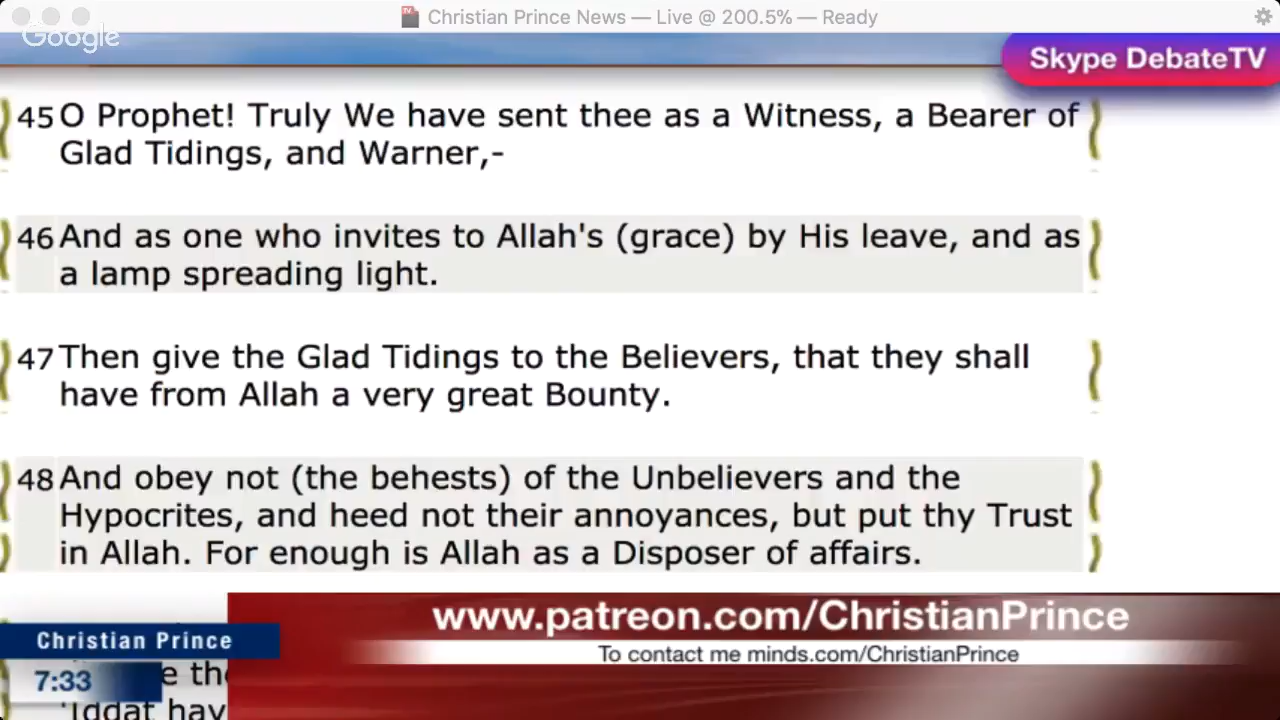 Christian Prince News — Live @ 200.5% — Ready
Google
Skype DebateTV
45 O Prophet! Truly We have sent thee as a Witness, a Bearer of
Glad Tidings, and Warner,-
46 And as one who invites to Allah's (grace) by His leave, and as
a lamp spreading light.
47 Then give the Glad Tidings to the Believers, that they shall
have from Allah a very great Bounty.
48 And obey not (the behests) of the Unbelievers and the
Hypocrites, and heed not their annoyances, but put thy Trust
in Allah. For enough is Allah as a Disposer of affairs.
www.patreon.com/ChristianPrince
Christian Prince
To contact me minds.com/ChristianPrince
7:33
'Iddat hav